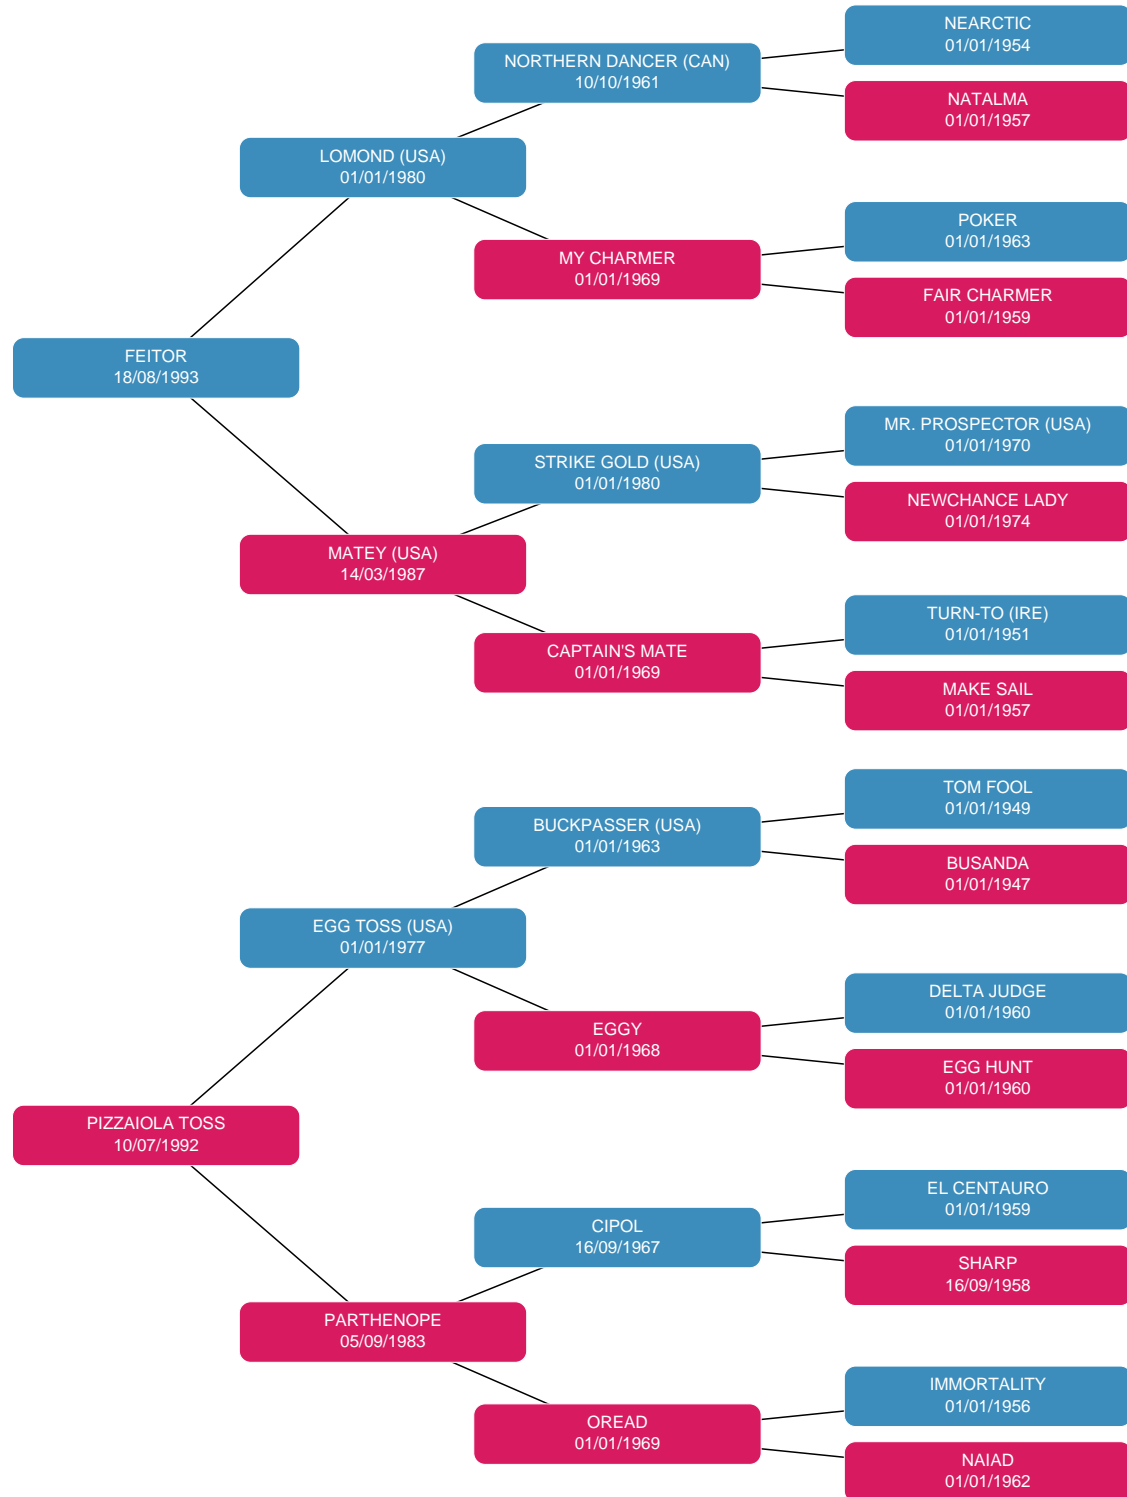 NEARCTIC
01/01/1954
NORTHERN DANCER (CAN)
10/10/1961
NATALMA
01/01/1957
LOMOND (USA)
01/01/1980
POKER
01/01/1963
MY CHARMER
01/01/1969
FAIR CHARMER
01/01/1959
FEITOR
18/08/1993
MR. PROSPECTOR (USA)
01/01/1970
STRIKE GOLD (USA)
01/01/1980
NEWCHANCE LADY
01/01/1974
MATEY (USA)
14/03/1987
TURN-TO (IRE)
01/01/1951
CAPTAIN'S MATE
01/01/1969
MAKE SAIL
01/01/1957
TOM FOOL
01/01/1949
BUCKPASSER (USA)
01/01/1963
BUSANDA
01/01/1947
EGG TOSS (USA)
01/01/1977
DELTA JUDGE
01/01/1960
EGGY
01/01/1968
EGG HUNT
01/01/1960
PIZZAIOLA TOSS
10/07/1992
EL CENTAURO
01/01/1959
CIPOL
16/09/1967
SHARP
16/09/1958
PARTHENOPE
05/09/1983
IMMORTALITY
01/01/1956
OREAD
01/01/1969
NAIAD
01/01/1962